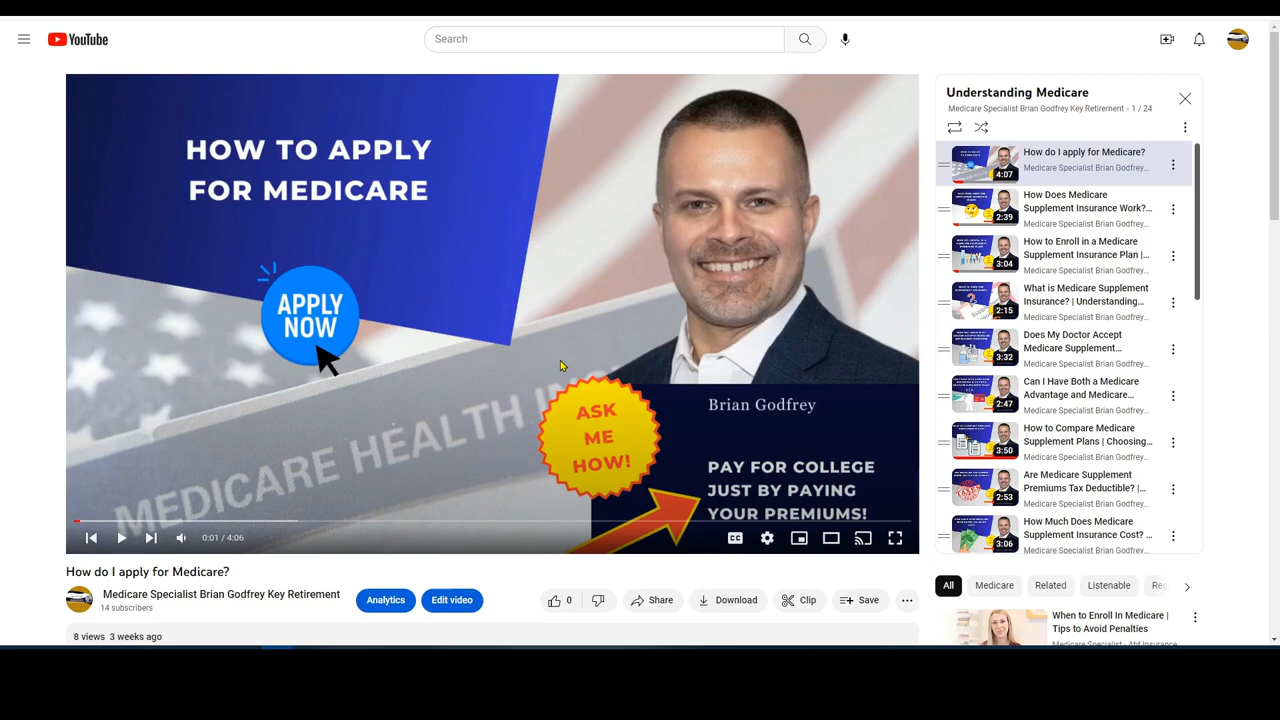 YouTube
Search
HOW TO APPLY
FOR MEDICARE
APPLY
NOW
MEDICARE HEALTH
ASK
ME
HOW!
Brian Godfrey
PAY FOR COLLEGE
JUST BY PAYING
YOUR PREMIUMS!
CC
0:01 / 4:06
How do I apply for Medicare?
Medicare Specialist Brian Godfrey Key Retirement
14 subscribers
Analytics
Edit video
0
Share
Download
Clip
Save
8 views 3 weeks ago
Understanding Medicare
Medicare Specialist Brian Godfrey Key Retirement - 1 / 24
4:07
How do I apply for Medicare?
Medicare Specialist Brian Godfrey...
2:39
How Does Medicare
Supplement Insurance Work?...
Medicare Specialist Brian Godfrey...
3:04
How to Enroll in a Medicare
Supplement Insurance Plan |...
Medicare Specialist Brian Godfrey...
2:15
What is Medicare Supplement
Insurance? | Understanding...
Medicare Specialist Brian Godfrey...
3:32
Does My Doctor Accept
Medicare Supplement...
Medicare Specialist Brian Godfrey...
2:47
Can I Have Both a Medicare
Advantage and Medicare...
Medicare Specialist Brian Godfrey...
3:50
How to Compare Medicare
Supplement Plans | Choosing...
Medicare Specialist Brian Godfrey...
2:53
Are Medicare Supplement
Premiums Tax Deductible? |...
Medicare Specialist Brian Godfrey...
3:06
How Much Does Medicare
Supplement Insurance Cost? ...
Medicare Specialist Brian Godfrey...
All
Medicare
Related
Listenable
Rec
When to Enroll In Medicare |
Tips to Avoid Penalties
Medicare Specialist - Abt Insurance